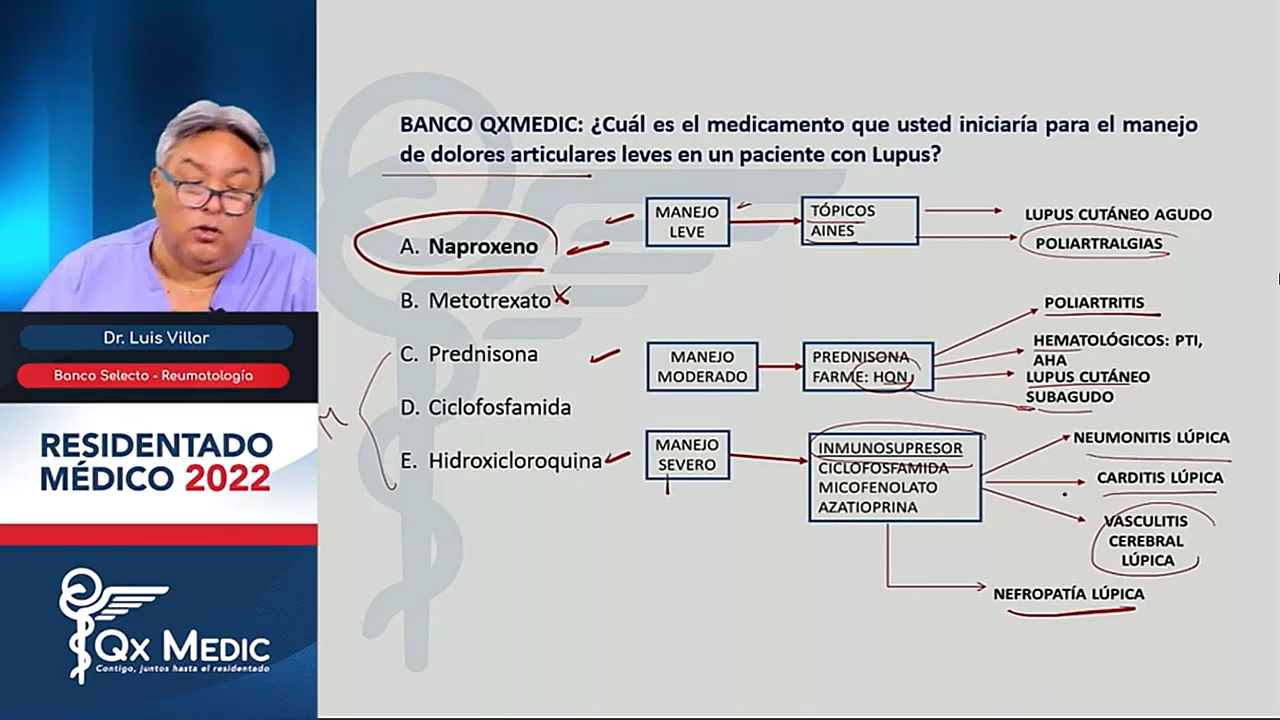 BANCO QXMEDIC: ¿Cuál es el medicamento que usted iniciaría para el manejo
de dolores articulares leves en un paciente con Lupus?
A. Naproxeno
B. Metotrexato
C. Prednisona
D. Ciclofosfamida
E. Hidroxicloroquina
M
MANEJO
LEVE
TÓPICOS
AINES
LUPUS CUTÁNEO AGUDO
POLIARTRALGIAS
MANEJO
MODERADO
PREDNISONA
FARME: HQN
POLIARTRITIS
HEMATOLÓGICOS: PTI,
AHA
LUPUS CUTÁNEO
SUBAGUDO
MANEJO
SEVERO
INMUNOSUPRESOR
CICLOFOSFAMIDA
MICOFENOLATO
AZATIOPRINA
NEUMONITIS LÚPICA
CARDITIS LÚPICA
VASCULITIS
CEREBRAL
LÚPICA
NEFROPATÍA LÚPICA
Dr. Luis Villar
Banco Selecto - Reumatología
RESIDENTADO
MÉDICO 2022
QX MEDIC
Contigo, juntos hasta el residentado